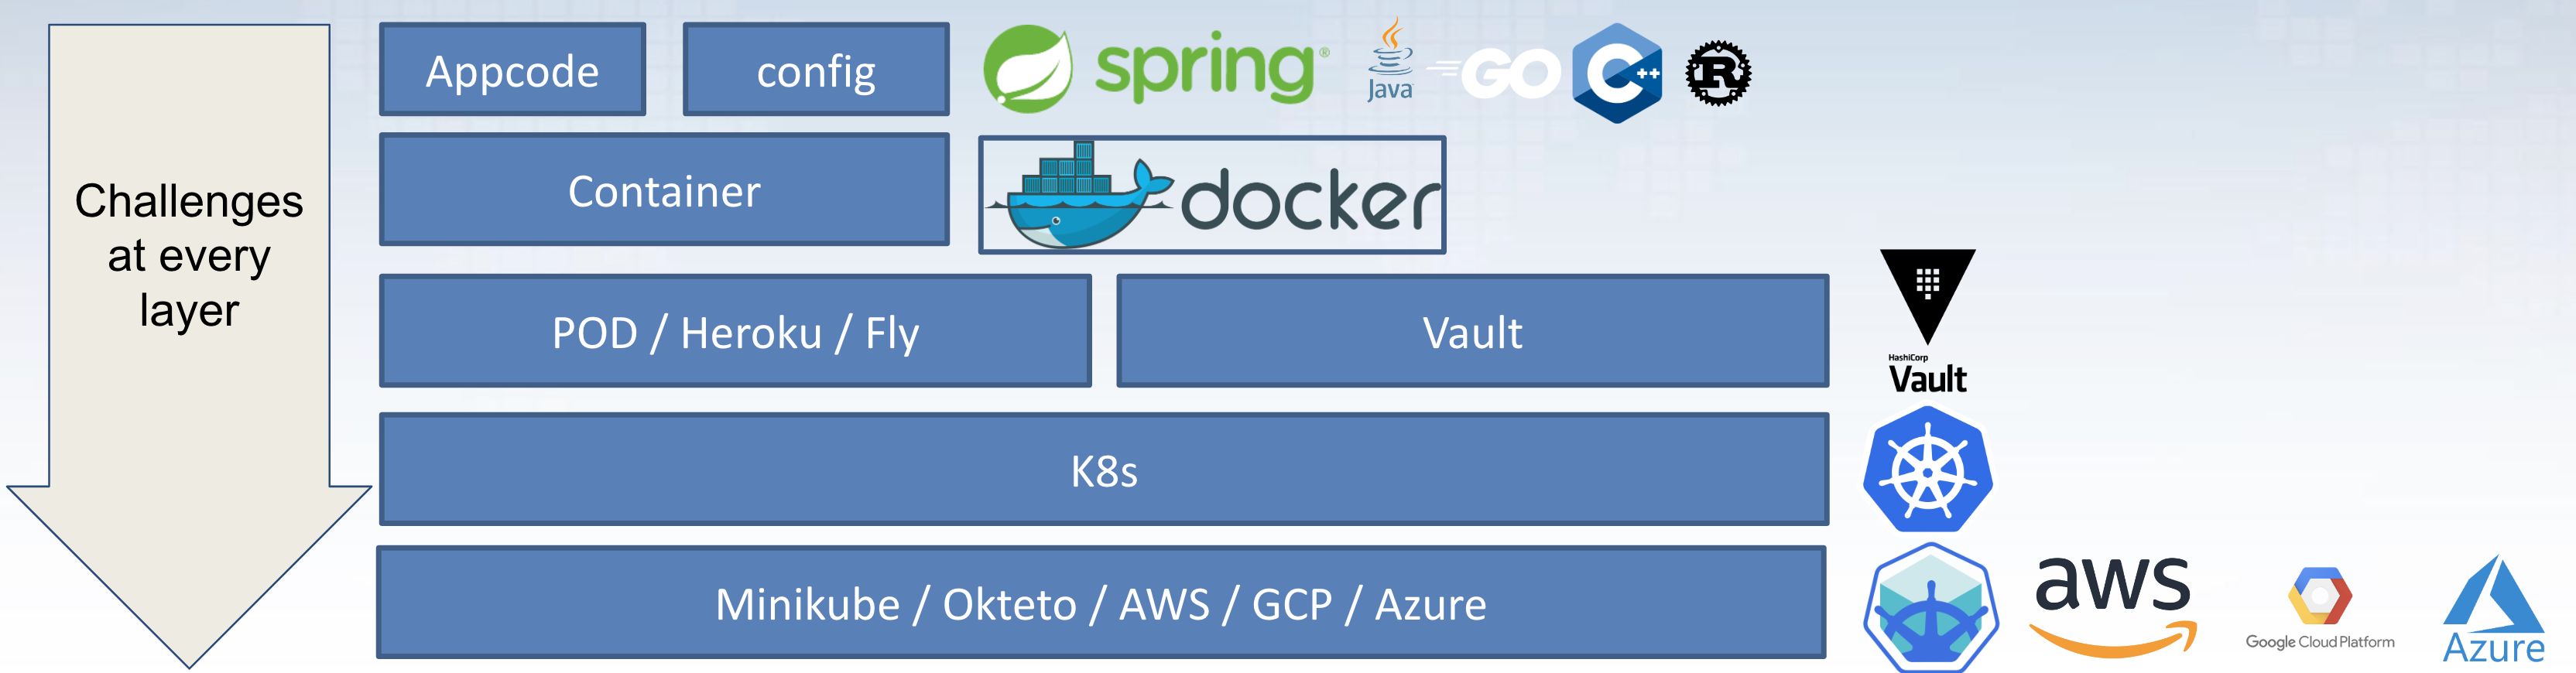 Challenges
at every
layer
Appcode
config
spring®
Java
GO
C++
R
Container
docker
POD / Heroku / Fly
Vault
HashiCorp
Vault
K8s
Minikube / Okteto / AWS / GCP / Azure
aws
Google Cloud Platform
Azure